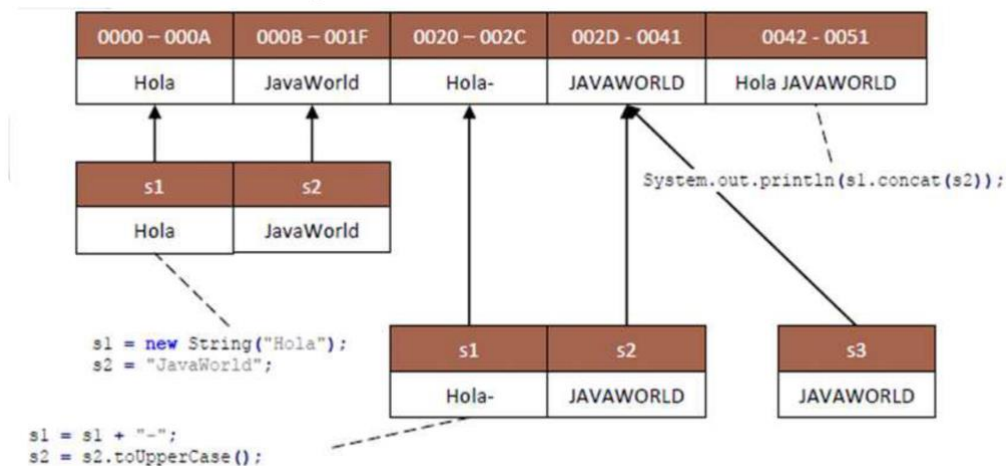 0000 – 000A 000B – 001F 0020 – 002C 002D - 0041 0042 - 0051
Hola JavaWorld Hola- JAVAWORLD Hola JAVAWORLD
s1 s2
Hola JavaWorld
System.out.println(s1.concat(s2));
s1 = new String("Hola");
s2 = "JavaWorld";
s1 s2 s3
Hola- JAVAWORLD JAVAWORLD
s1 = s1 + "-";
s2 = s2.toUpperCase();